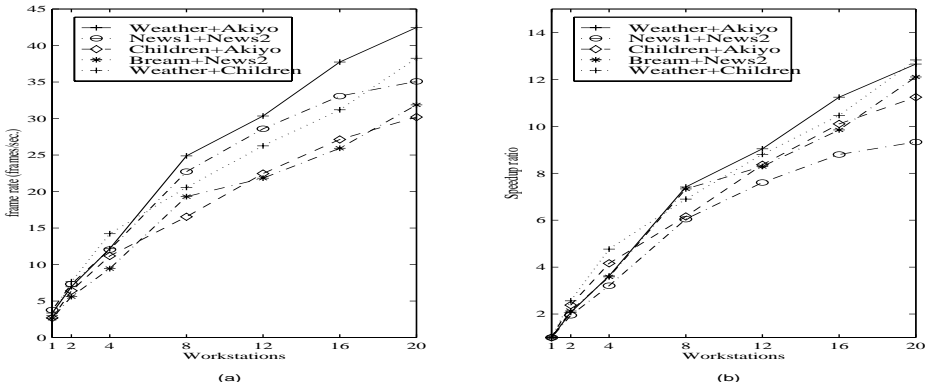 45
40
35
30
25
20
15
10
5
0
frame rate (frames/sec.)
Weather+Akiyo
News1+News2
Children+Akiyo
Bream+News2
Weather+Children
1 2 4 8 12 16 20
Workstations
(a)
14
12
10
8
6
4
2
Speedup ratio
Weather+Akiyo
News1+News2
Children+Akiyo
Bream+News2
Weather+Children
1 2 4 8 12 16 20
Workstations
(b)